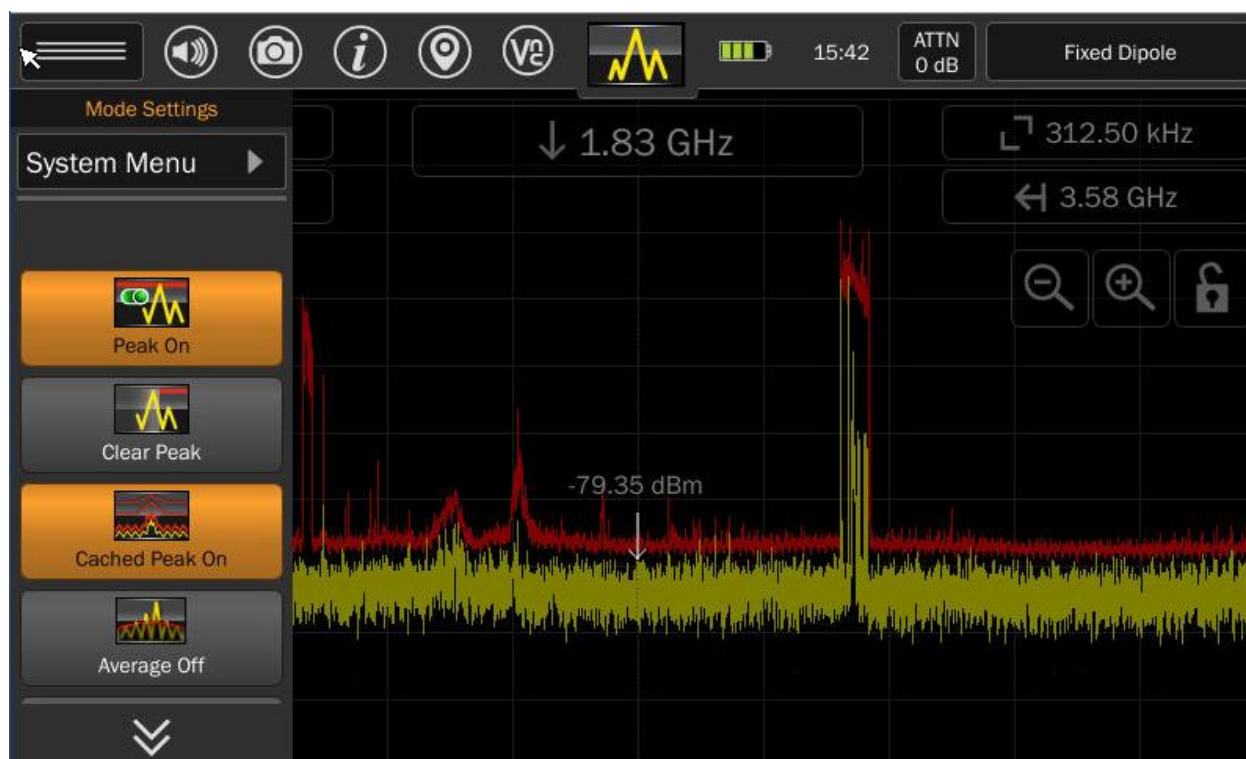 15:42
ATTN
0 dB
Fixed Dipole
Mode Settings
System Menu
1.83 GHz
312.50 kHz
3.58 GHz
Peak On
Clear Peak
-79.35 dBm
Cached Peak On
Average Off